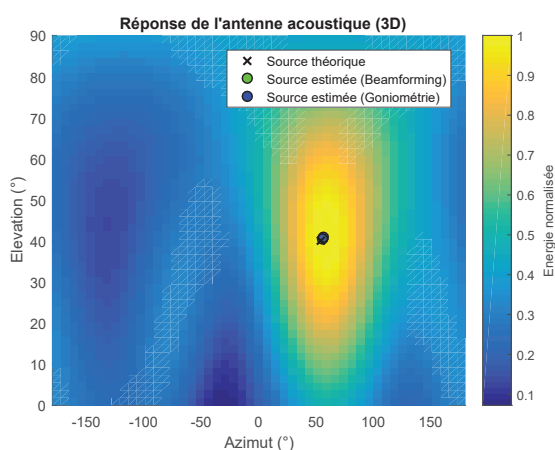 Réponse de l'antenne acoustique (3D)
Source théorique
Source estimée (Beamforming)
Source estimée (Goniométrie)
90
80
70
60
50
40
30
20
10
0
Elevation (°)
-150 -100 -50 0 50 100 150
Azimut (°)
1
0.9
0.8
0.7
0.6
0.5
0.4
0.3
0.2
0.1
Energie normalisée